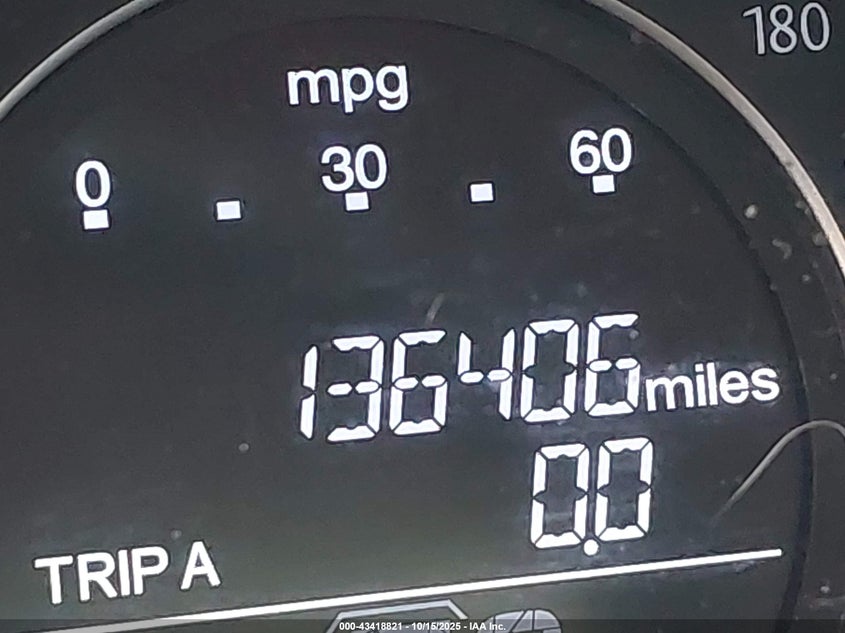 180
mpg
0 30 60
136406 miles
0.0
TRIP A
000-43418821 - 10/15/2025 - IAA Inc.